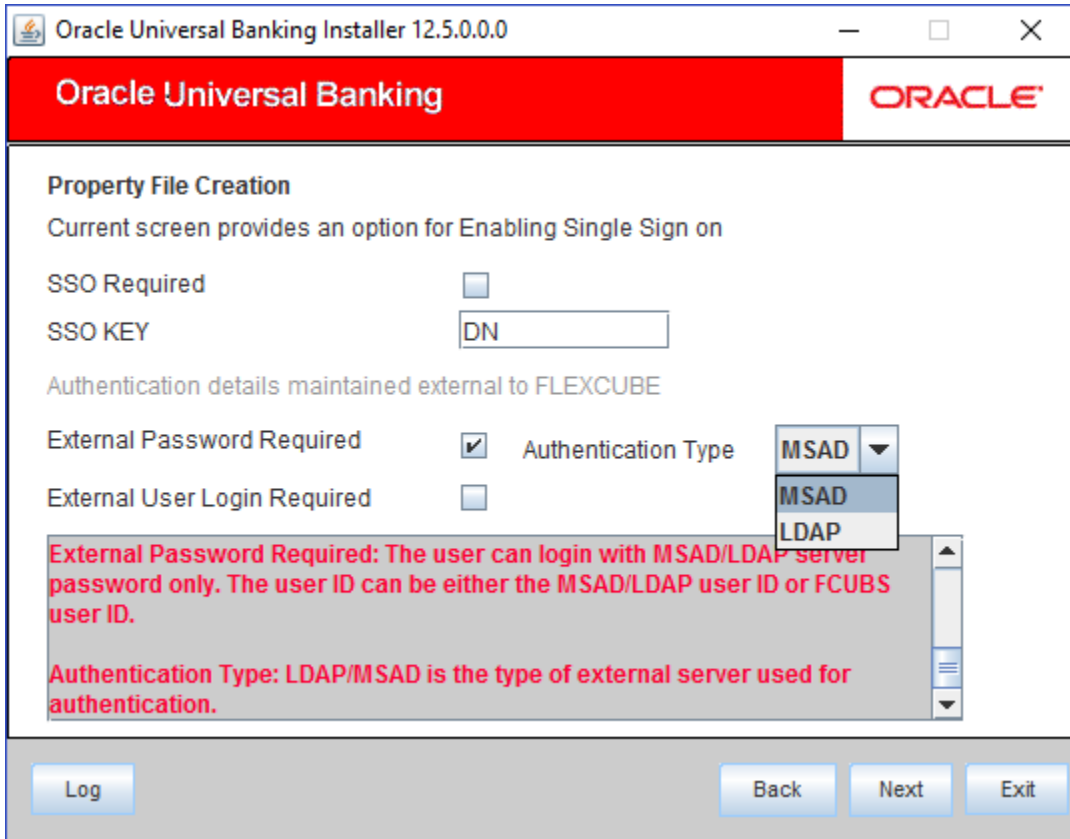 Oracle Universal Banking Installer 12.5.0.0.0
Oracle Universal Banking
ORACLE
Property File Creation
Current screen provides an option for Enabling Single Sign on
SSO Required
SSO KEY
DN
Authentication details maintained external to FLEXCUBE
External Password Required
Authentication Type
MSAD
External User Login Required
MSAD
LDAP
External Password Required: The user can login with MSAD/LDAP server
password only. The user ID can be either the MSAD/LDAP user ID or FCUBS
user ID.
Authentication Type: LDAP/MSAD is the type of external server used for
authentication.
Log
Back
Next
Exit